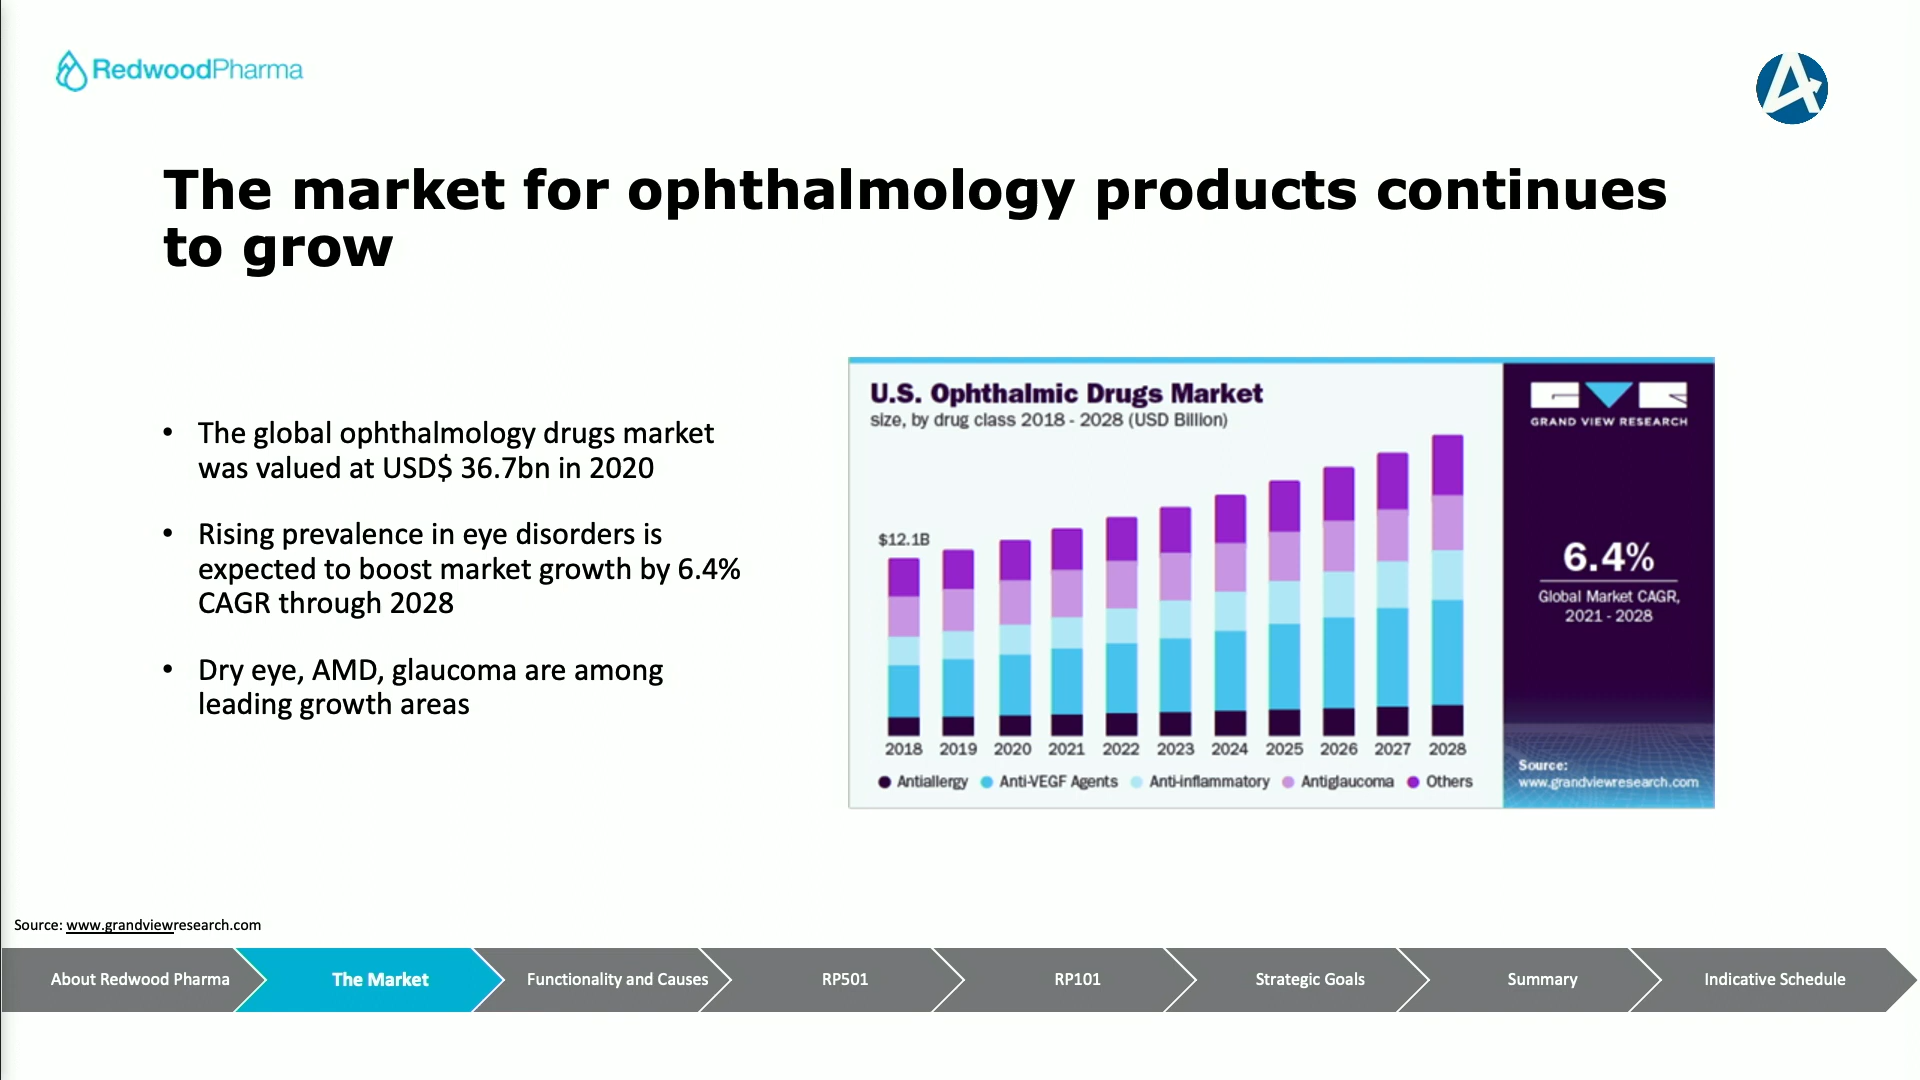 RedwoodPharma
The market for ophthalmology products continues
to grow
• The global ophthalmology drugs market
was valued at USD$ 36.7bn in 2020
• Rising prevalence in eye disorders is
expected to boost market growth by 6.4%
CAGR through 2028
• Dry eye, AMD, glaucoma are among
leading growth areas
U.S. Ophthalmic Drugs Market
size, by drug class 2018 - 2028 (USD Billion)
$12.1B
2018 2019 2020 2021 2022 2023 2024 2025 2026 2027 2028
Antiallergy Anti-VEGF Agents Anti-inflammatory Antiglaucoma Others
GRAND VIEW RESEARCH
6.4%
Global Market CAGR,
2021 - 2028
Source:
www.grandviewresearch.com
Source: www.grandviewresearch.com
About Redwood Pharma The Market Functionality and Causes RP501 RP101 Strategic Goals Summary Indicative Schedule